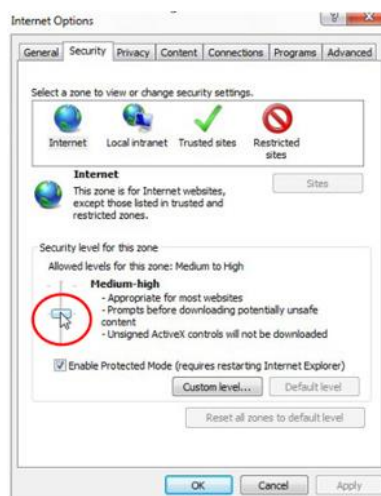 Internet Options
General Security Privacy Content Connections Programs Advanced
Select a zone to view or change security settings.
Internet Local intranet Trusted sites Restricted
sites
Internet
Sites
This zone is for Internet websites,
except those listed in trusted and
restricted zones.
Security level for this zone
Allowed levels for this zone: Medium to High
Medium-high
- Appropriate for most websites
- Prompts before downloading potentially unsafe
content
- Unsigned ActiveX controls will not be downloaded
Enable Protected Mode (requires restarting Internet Explorer)
Custom level... Default level
Reset all zones to default level
OK Cancel Apply